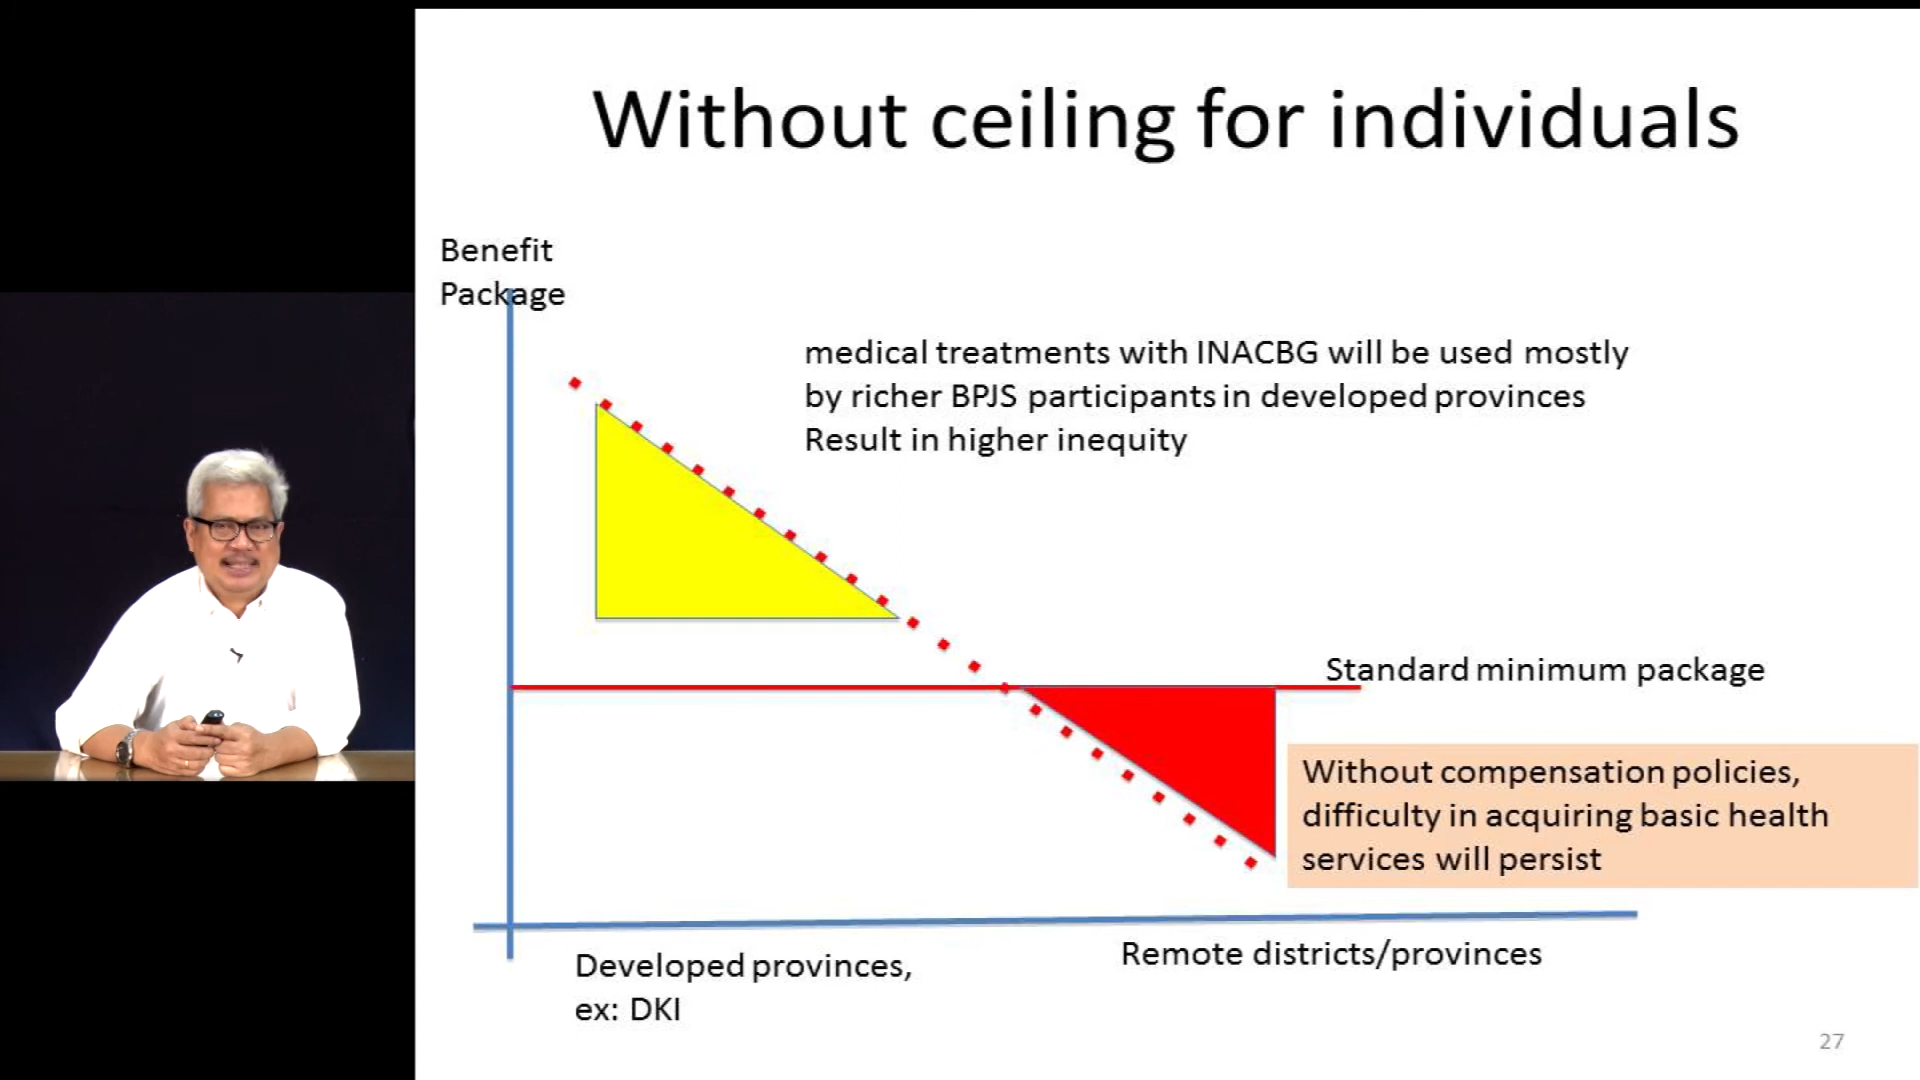 Without ceiling for individuals
Benefit
Package
medical treatments with INACBG will be used mostly
by richer BPJS participants in developed provinces
Result in higher inequity
Standard minimum package
Without compensation policies,
difficulty in acquiring basic health
services will persist
Developed provinces,
ex: DKI
Remote districts/provinces
27